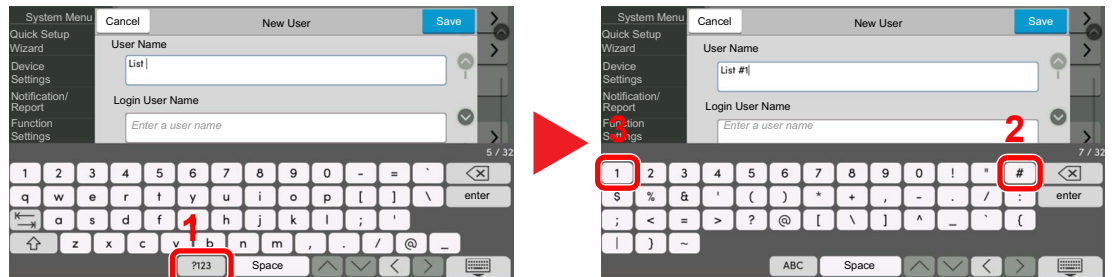 System Menu
Cancel
New User
Save
Quick Setup
Wizard
User Name
List
Device
Settings
Notification/
Report
Login User Name
Function
Settings
Enter a user name
5 / 32
1 2 3 4 5 6 7 8 9 0 - = `
q w e r t y u i o p [ ] \ enter
a s d f g h j k l ; '
1
z x c v b n m , . / @ _
?123 Space
System Menu
Cancel
New User
Save
Quick Setup
Wizard
User Name
List #1
Device
Settings
Notification/
Report
Login User Name
Function
Settings
Enter a user name
3
2
7 / 32
1 2 3 4 5 6 7 8 9 0 ! " #
$ % & ' ( ) * + , - . / : enter
; < = > ? @ [ \ ] ^ _ ` {
| } ~
ABC Space